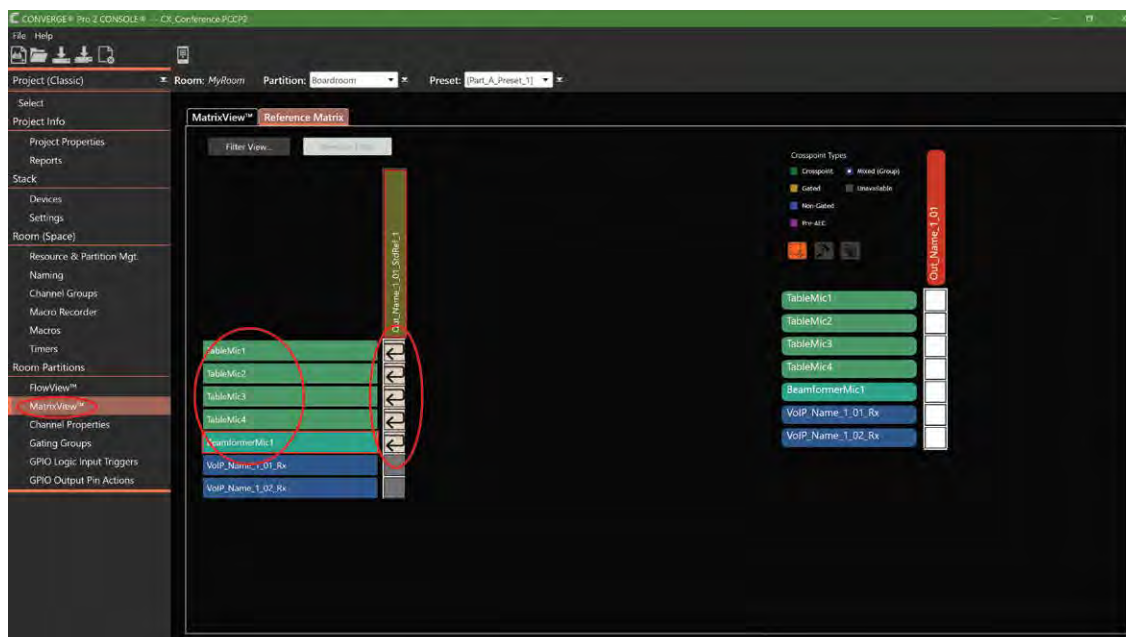 CONVERGE® Pro 2 CONSOLE® — CX_Conference.PCCP2
File Help
Project (Classic)
Room: MyRoom Partition: Boardroom Preset: [Part_A_Preset_1]
Select
Project Info
Project Properties
Reports
Stack
Devices
Settings
Room (Space)
Resource & Partition Mgt.
Naming
Channel Groups
Macro Recorder
Macros
Timers
Room Partitions
FlowView™
MatrixView™
Channel Properties
Gating Groups
GPIO Logic Input Triggers
GPIO Output Pin Actions
MatrixView™ Reference Matrix
Filter View...
Out_Name_1_01_StdRef_1
TableMic1
TableMic2
TableMic3
TableMic4
BeamformerMic1
VoIP_Name_1_01_Rx
VoIP_Name_1_02_Rx
Crosspoint Types
Crosspoint Mixed (Group)
Gated Unavailable
Non-Gated
Pre-AEC
Out_Name_1_01
TableMic1
TableMic2
TableMic3
TableMic4
BeamformerMic1
VoIP_Name_1_01_Rx
VoIP_Name_1_02_Rx